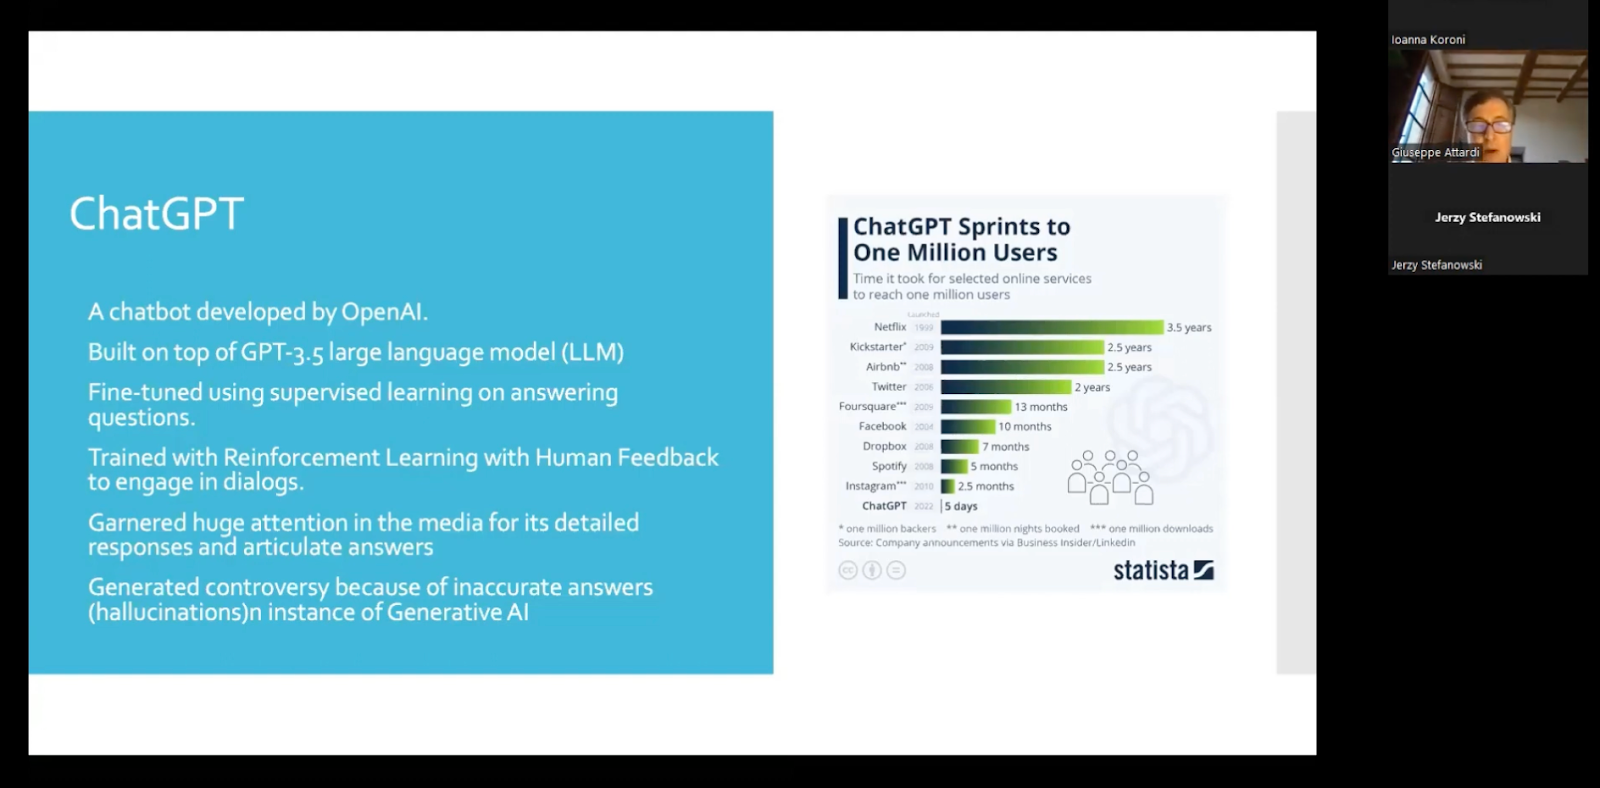 ChatGPT
A chatbot developed by OpenAI.
Built on top of GPT-3.5 large language model (LLM)
Fine-tuned using supervised learning on answering
questions.
Trained with Reinforcement Learning with Human Feedback
to engage in dialogs.
Garnered huge attention in the media for its detailed
responses and articulate answers
Generated controversy because of inaccurate answers
(hallucinations)n instance of Generative AI
ChatGPT Sprints to
One Million Users
Time it took for selected online services
to reach one million users
Launched
Netflix 1999 3.5 years
Kickstarter* 2009 2.5 years
Airbnb** 2008 2.5 years
Twitter 2006 2 years
Foursquare*** 2009 13 months
Facebook 2004 10 months
Dropbox 2008 7 months
Spotify 2008 5 months
Instagram*** 2010 2.5 months
ChatGPT 2022 5 days
* one million backers ** one million nights booked *** one million downloads
Source: Company announcements via Business Insider/Linkedin
cc
statista
Ioanna Koroni
Giuseppe Attardi
Jerzy Stefanowski
Jerzy Stefanowski